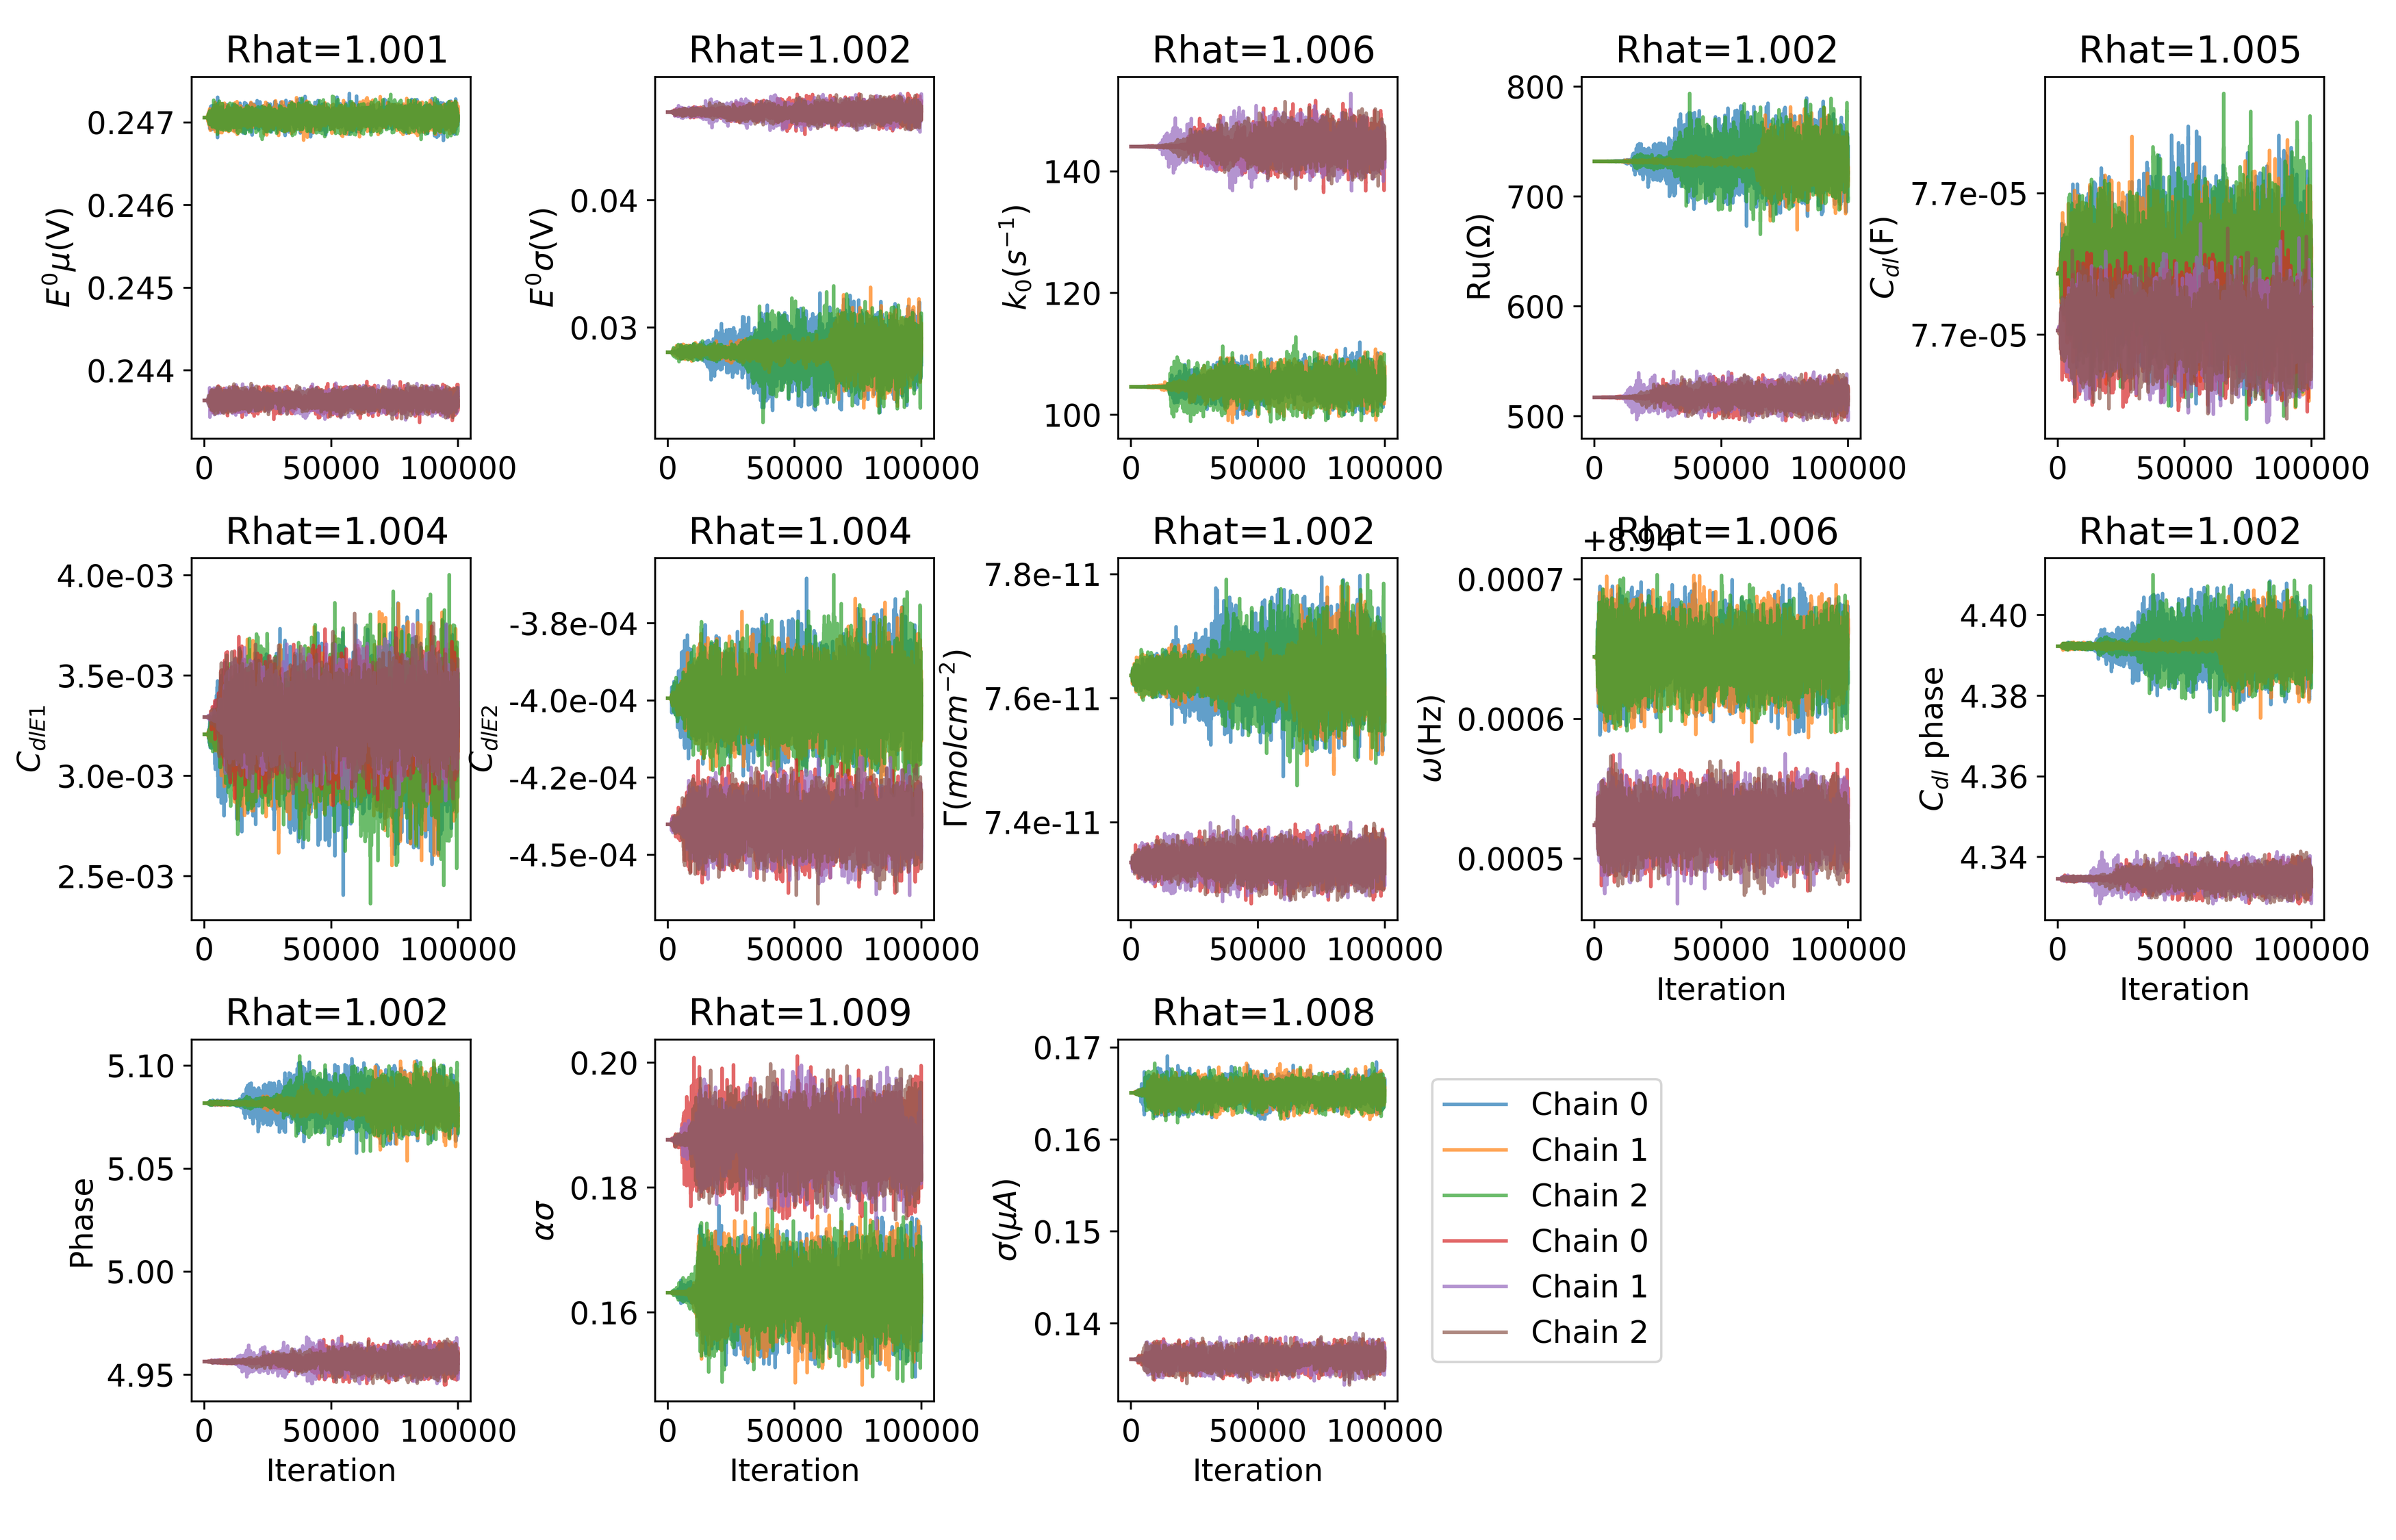 Rhat=1.001 Rhat=1.002 Rhat=1.006 Rhat=1.002 Rhat=1.005
E⁰μ(V) 0.247 0.246 0.245 0.244
0 50000 100000
E⁰σ(V) 0.04 0.03
0 50000 100000
k₀(s⁻¹) 140 120 100
0 50000 100000
Ru(Ω) 800 700 600 500
0 50000 100000
C_dl(F) 7.7e-05 7.7e-05
0 50000 100000
Rhat=1.004 Rhat=1.004 Rhat=1.002 Rhat=1.006 Rhat=1.002
C_dlE1 4.0e-03 3.5e-03 3.0e-03 2.5e-03
0 50000 100000
C_dlE2 -3.8e-04 -4.0e-04 -4.2e-04 -4.5e-04
0 50000 100000
Γ(molcm⁻²) 7.8e-11 7.6e-11 7.4e-11
0 50000 100000
+8.94
ω(Hz) 0.0007 0.0006 0.0005
0 50000 100000
Iteration
C_dl phase 4.40 4.38 4.36 4.34
0 50000 100000
Iteration
Rhat=1.002 Rhat=1.009 Rhat=1.008
Phase 5.10 5.05 5.00 4.95
0 50000 100000
Iteration
ασ 0.20 0.18 0.16
0 50000 100000
Iteration
σ(μA) 0.17 0.16 0.15 0.14
0 50000 100000
Iteration
Chain 0
Chain 1
Chain 2
Chain 0
Chain 1
Chain 2